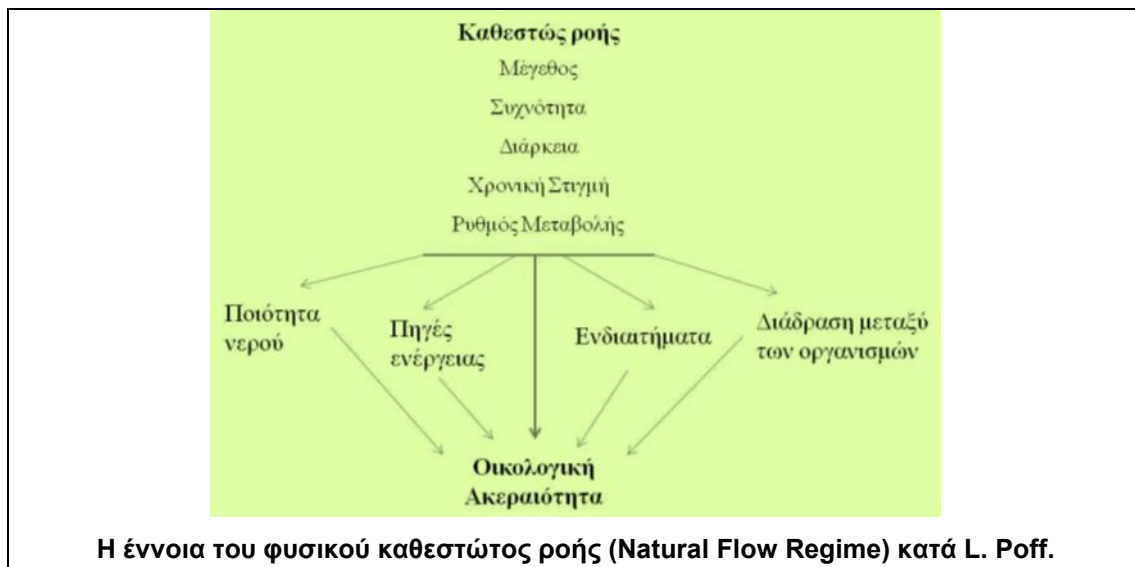 Καθεστώς ροής
Μέγεθος
Συχνότητα
Διάρκεια
Χρονική Στιγμή
Ρυθμός Μεταβολής
Ποιότητα
νερού
Πηγές
ενέργειας
Ενδιαιτήματα
Διάδραση μεταξύ
των οργανισμών
Οικολογική
Ακεραιότητα
Η έννοια του φυσικού καθεστώτος ροής (Natural Flow Regime) κατά L. Poff.